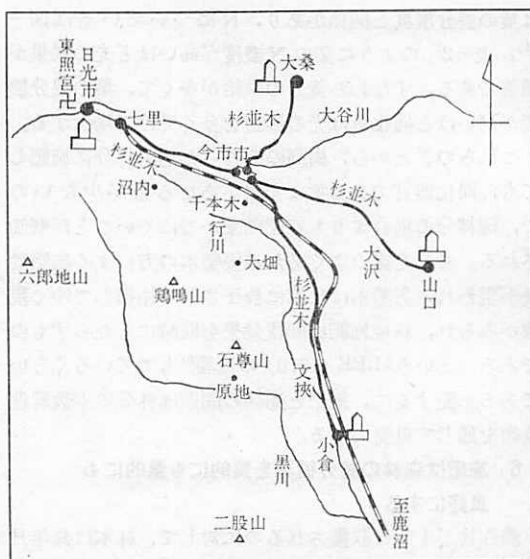 大桑
日光市
東照宮卍
大谷川
七里
杉並木
今市市
杉並木
沼内
杉並木
千本木
行川
大畑
大沢
山口
六郎地山
鶏鳴山
杉並木
石尊山
原地
文挾
小倉
黒川
二股山
至鹿沼